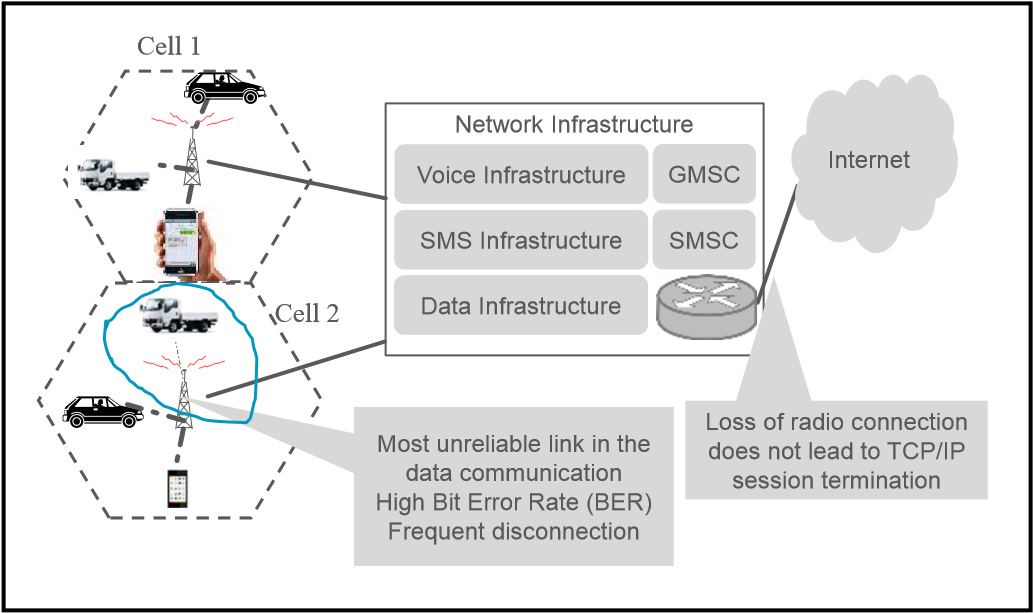 Cell 1
Network Infrastructure
Voice Infrastructure
GMSC
SMS Infrastructure
SMSC
Data Infrastructure
Internet
Cell 2
Most unreliable link in the
data communication
High Bit Error Rate (BER)
Frequent disconnection
Loss of radio connection
does not lead to TCP/IP
session termination